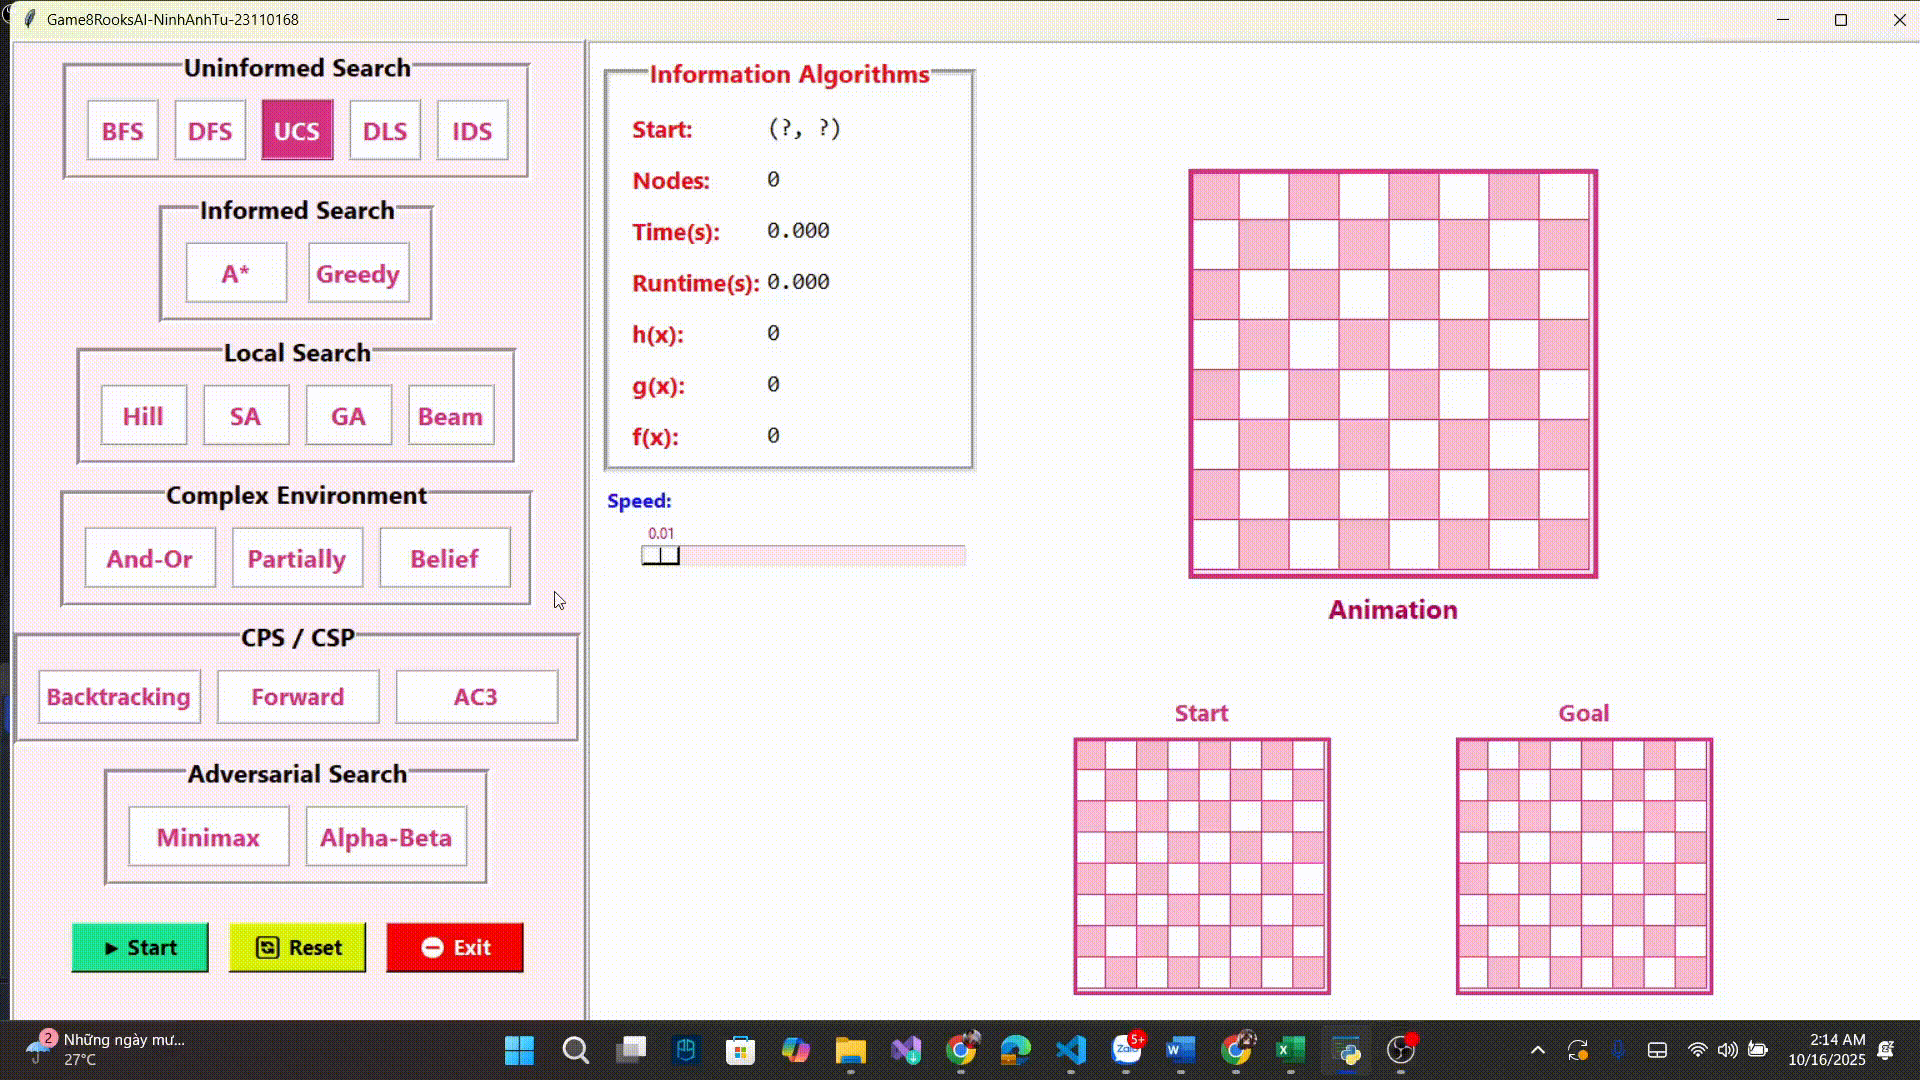 Game8RooksAI-NinhAnhTu-23110168
Uninformed Search
BFS DFS UCS DLS IDS
Informed Search
A* Greedy
Local Search
Hill SA GA Beam
Complex Environment
And-Or Partially Belief
CPS / CSP
Backtracking Forward AC3
Adversarial Search
Minimax Alpha-Beta
Start Reset Exit
Information Algorithms
Start: (?, ?)
Nodes: 0
Time(s): 0.000
Runtime(s): 0.000
h(x): 0
g(x): 0
f(x): 0
Speed:
0.01
Animation
Start Goal
2
Những ngày mư...
27°C
Zalo
5+
2:14 AM
10/16/2025